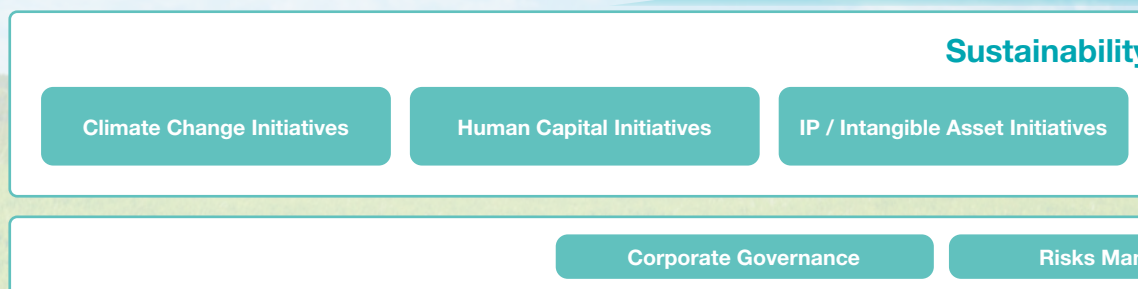 Sustainability
Climate Change Initiatives
Human Capital Initiatives
IP / Intangible Asset Initiatives
Corporate Governance
Risks